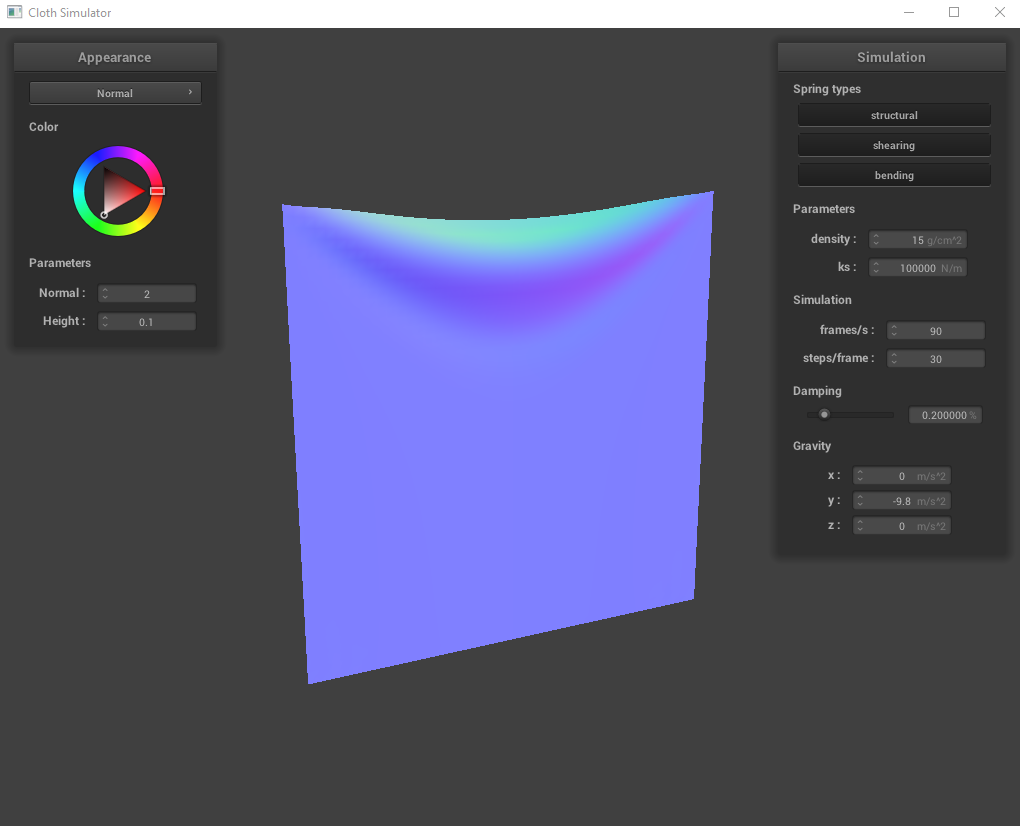 Cloth Simulator
Appearance
Normal
Color
Parameters
Normal : 2
Height : 0.1
Simulation
Spring types
structural
shearing
bending
Parameters
density : 15 g/cm^2
ks : 100000 N/m
Simulation
frames/s : 90
steps/frame : 30
Damping
0.200000 %
Gravity
x : 0 m/s^2
y : -9.8 m/s^2
z : 0 m/s^2